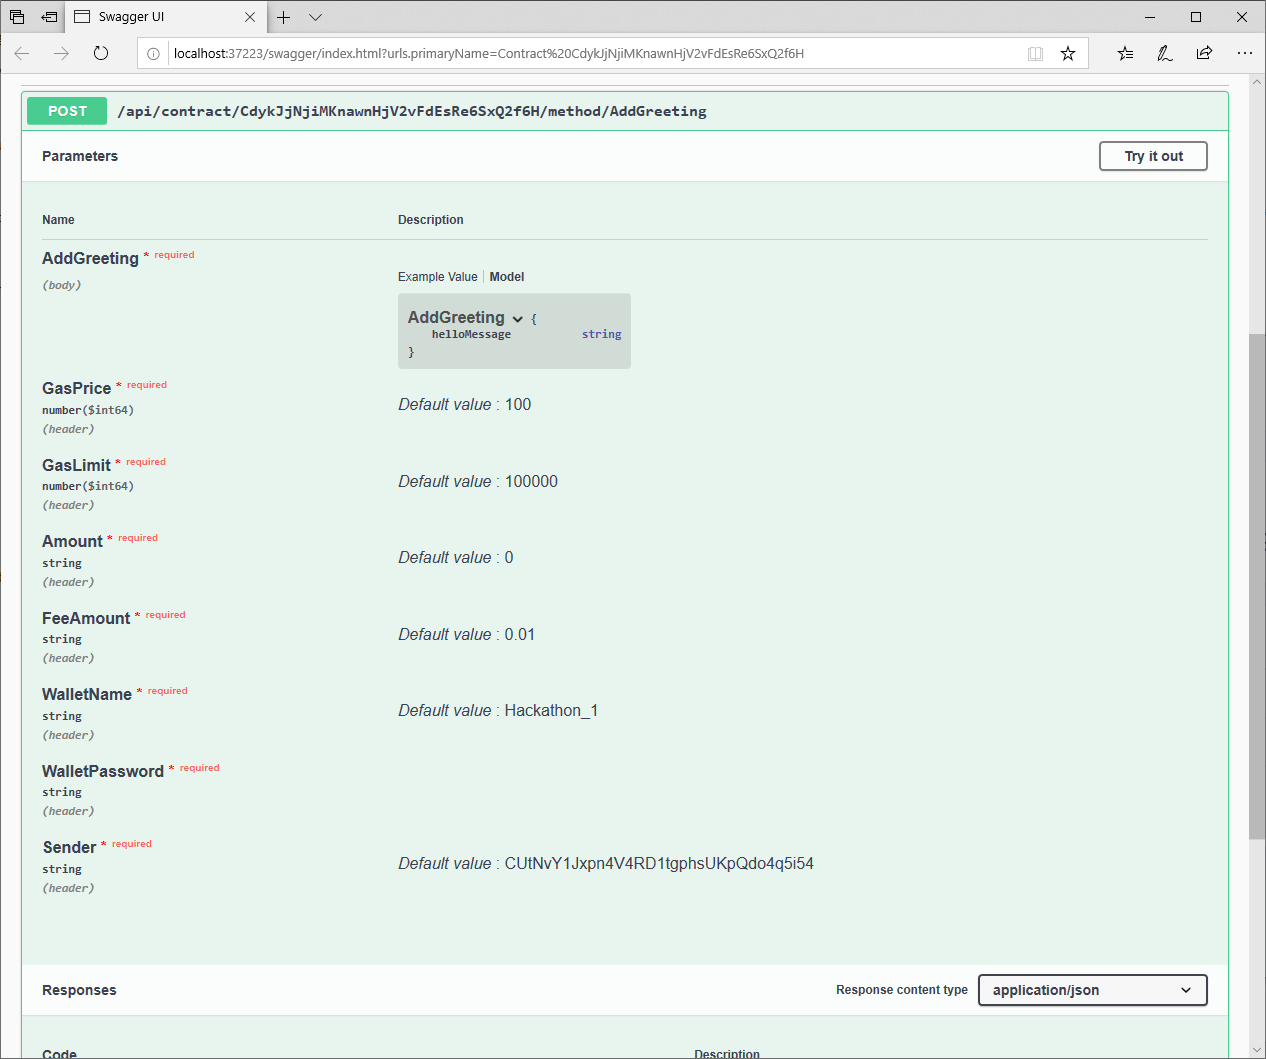 Swagger UI
localhost:37223/swagger/index.html?urls.primaryName=Contract%20CdykJjNjiMKnawnHjV2vFdEsRe6SxQ2f6H
POST /api/contract/CdykJjNjiMKnawnHjV2vFdEsRe6SxQ2f6H/method/AddGreeting
Parameters Try it out
Name Description
AddGreeting * required
(body)
Example Value Model
AddGreeting {
helloMessage string
}
GasPrice * required
number($int64)
(header)
Default value : 100
GasLimit * required
number($int64)
(header)
Default value : 100000
Amount * required
string
(header)
Default value : 0
FeeAmount * required
string
(header)
Default value : 0.01
WalletName * required
string
(header)
Default value : Hackathon_1
WalletPassword * required
string
(header)
Sender * required
string
(header)
Default value : CUtNvY1Jxpn4V4RD1tgphsUKpQdo4q5i54
Responses Response content type application/json
Code Description